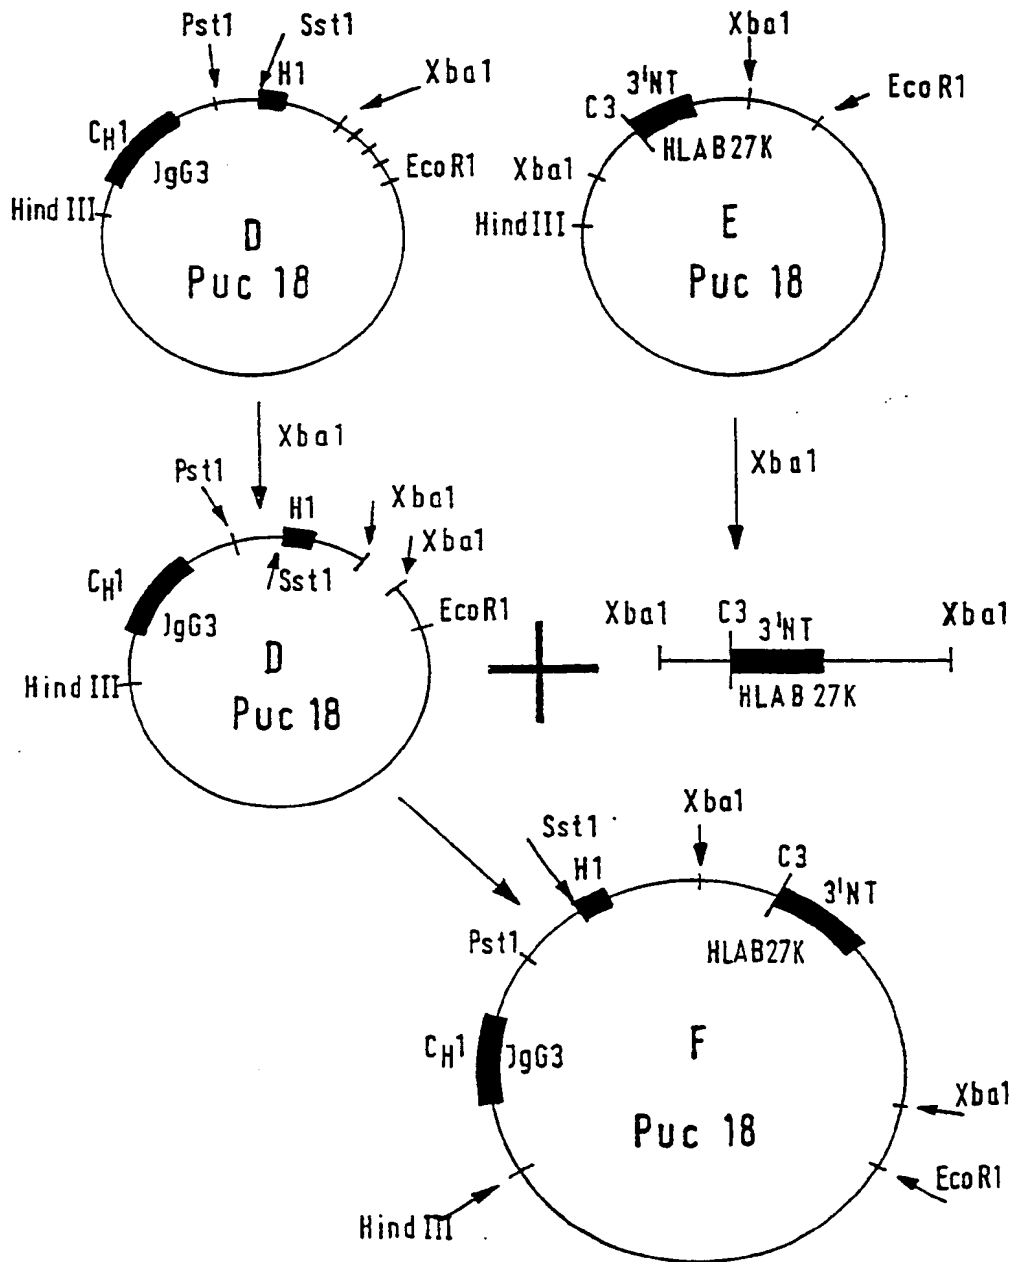 Pst1
Sst1
H1
Xba1
CH1
JgG3
EcoR1
Hind III
D
Puc 18
Xba1
3'NT
C3
EcoR1
HLAB27K
Xba1
Hind III
E
Puc 18
Xba1
Xba1
Pst1
H1
Xba1
Xba1
Sst1
CH1
JgG3
EcoR1
D
Hind III
Puc 18
Xba1
C3
3'NT
Xba1
HLAB 27K
Xba1
Sst1
H1
C3
3'NT
Pst1
HLAB27K
CH1
JgG3
F
Xba1
Puc 18
EcoR1
Hind III